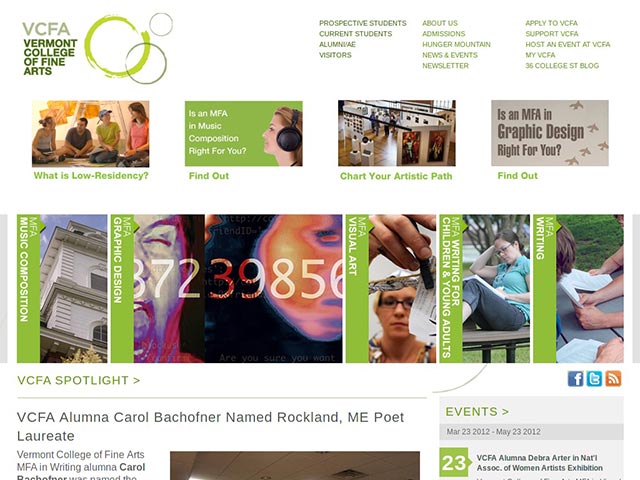 VCFA
VERMONT
COLLEGE
OF FINE
ARTS
PROSPECTIVE STUDENTS
CURRENT STUDENTS
ALUMNI/AE
VISITORS
ABOUT US
ADMISSIONS
HUNGER MOUNTAIN
NEWS & EVENTS
NEWSLETTER
APPLY TO VCFA
SUPPORT VCFA
HOST AN EVENT AT VCFA
MY VCFA
36 COLLEGE ST BLOG
What is Low-Residency?
Is an MFA
in Music
Composition
Right For You?
Find Out
Chart Your Artistic Path
Is an MFA in
Graphic Design
Right For You?
Find Out
MFA
MUSIC COMPOSITION
MFA
GRAPHIC DESIGN
87239856
Are you sure you want
MFA
VISUAL ART
MFA WRITING FOR
CHILDREN & YOUNG ADULTS
MFA
WRITING
VCFA SPOTLIGHT >
VCFA Alumna Carol Bachofner Named Rockland, ME Poet
Laureate
Vermont College of Fine Arts
MFA in Writing alumna Carol
Bachofner was named the
EVENTS >
Mar 23 2012 - May 23 2012
23
VCFA Alumna Debra Arter in Nat'l
Assoc. of Women Artists Exhibition